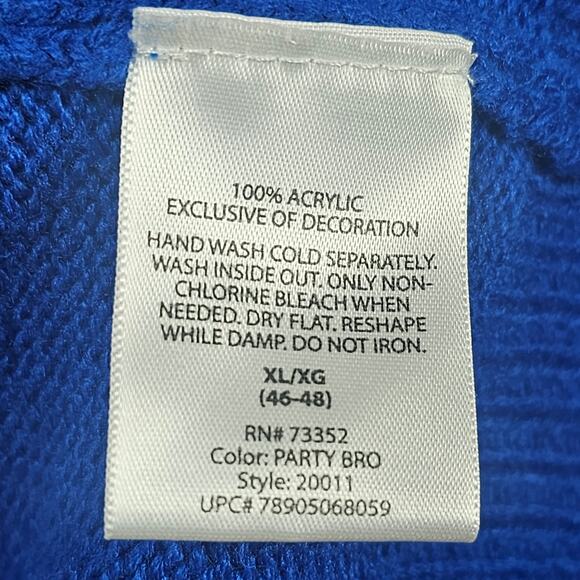 100% ACRYLIC
EXCLUSIVE OF DECORATION
HAND WASH COLD SEPARATELY.
WASH INSIDE OUT. ONLY NON-
CHLORINE BLEACH WHEN
NEEDED. DRY FLAT. RESHAPE
WHILE DAMP. DO NOT IRON.
XL/XG
(46-48)
RN# 73352
Color: PARTY BRO
Style: 20011
UPC# 78905068059